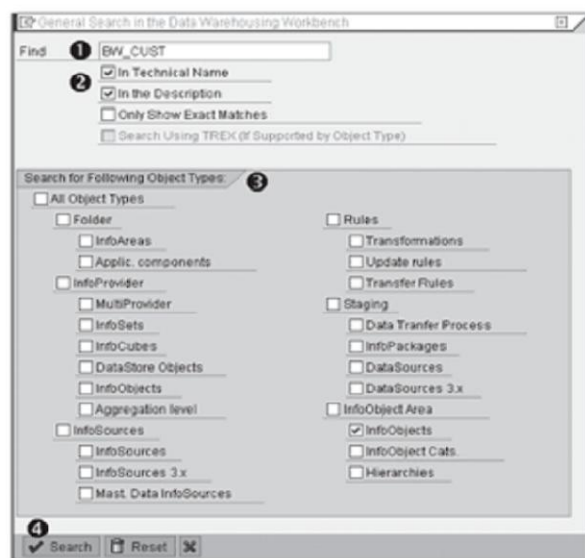 General Search in the Data Warehousing Workbench
Find ❶ BW_CUST
❷ In Technical Name
In the Description
Only Show Exact Matches
Search Using TREX (If Supported by Object Type)
Search for Following Object Types: ❸
All Object Types
Folder
InfoAreas
Applic. components
InfoProvider
MultiProvider
InfoSets
InfoCubes
DataStore Objects
InfoObjects
Aggregation level
InfoSources
InfoSources
InfoSources 3.x
Mast. Data InfoSources
Rules
Transformations
Update rules
Transfer Rules
Staging
Data Tranfer Process
InfoPackages
DataSources
DataSources 3.x
InfoObject Area
InfoObjects
InfoObject Cats.
Hierarchies
❹
Search Reset